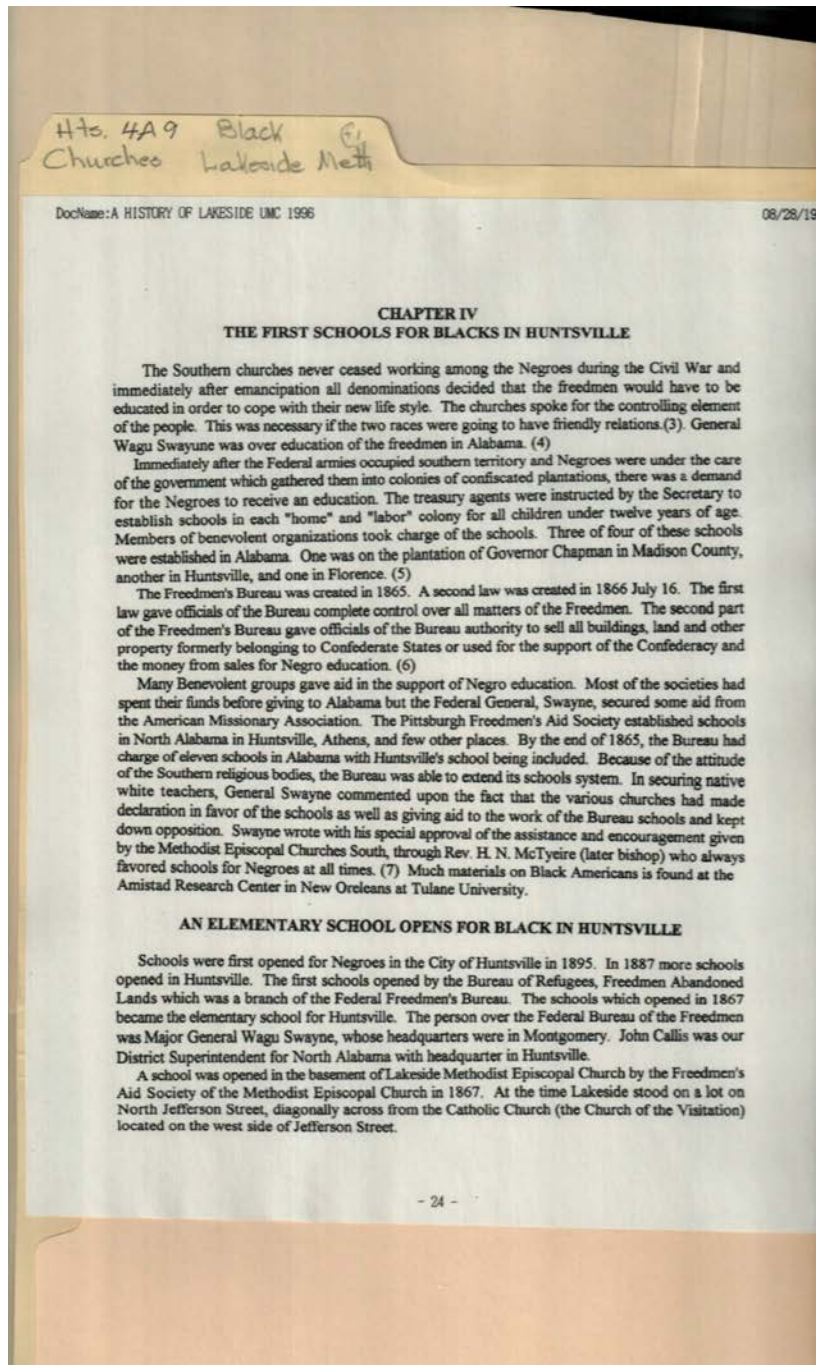 Hts. 4A9 Black
Churches Lakeside Meth
DocName:A HISTORY OF LAKESIDE UMC 1996 08/28/19
CHAPTER IV
THE FIRST SCHOOLS FOR BLACKS IN HUNTSVILLE
The Southern churches never ceased working among the Negroes during the Civil War and
immediately after emancipation all denominations decided that the freedmen would have to be
educated in order to cope with their new life style. The churches spoke for the controlling element
of the people. This was necessary if the two races were going to have friendly relations.(3). General
Wagu Swayune was over education of the freedmen in Alabama. (4)
Immediately after the Federal armies occupied southern territory and Negroes were under the care
of the government which gathered them into colonies of confiscated plantations, there was a demand
for the Negroes to receive an education. The treasury agents were instructed by the Secretary to
establish schools in each "home" and "labor" colony for all children under twelve years of age.
Members of benevolent organizations took charge of the schools. Three of four of these schools
were established in Alabama. One was on the plantation of Governor Chapman in Madison County,
another in Huntsville, and one in Florence. (5)
The Freedmen's Bureau was created in 1865. A second law was created in 1866 July 16. The first
law gave officials of the Bureau complete control over all matters of the Freedmen. The second part
of the Freedmen's Bureau gave officials of the Bureau authority to sell all buildings, land and other
property formerly belonging to Confederate States or used for the support of the Confederacy and
the money from sales for Negro education. (6)
Many Benevolent groups gave aid in the support of Negro education. Most of the societies had
spent their funds before giving to Alabama but the Federal General, Swayne, secured some aid from
the American Missionary Association. The Pittsburgh Freedmen's Aid Society established schools
in North Alabama in Huntsville, Athens, and few other places. By the end of 1865, the Bureau had
charge of eleven schools in Alabama with Huntsville's school being included. Because of the attitude
of the Southern religious bodies, the Bureau was able to extend its schools system. In securing native
white teachers, General Swayne commented upon the fact that the various churches had made
declaration in favor of the schools as well as giving aid to the work of the Bureau schools and kept
down opposition. Swayne wrote with his special approval of the assistance and encouragement given
by the Methodist Episcopal Churches South, through Rev. H. N. McTyeire (later bishop) who always
favored schools for Negroes at all times. (7) Much materials on Black Americans is found at the
Amistad Research Center in New Oreleans at Tulane University.
AN ELEMENTARY SCHOOL OPENS FOR BLACK IN HUNTSVILLE
Schools were first opened for Negroes in the City of Huntsville in 1895. In 1887 more schools
opened in Huntsville. The first schools opened by the Bureau of Refugees, Freedmen Abandoned
Lands which was a branch of the Federal Freedmen's Bureau. The schools which opened in 1867
became the elementary school for Huntsville. The person over the Federal Bureau of the Freedmen
was Major General Wagu Swayne, whose headquarters were in Montgomery. John Callis was our
District Superintendent for North Alabama with headquarter in Huntsville.
A school was opened in the basement of Lakeside Methodist Episcopal Church by the Freedmen's
Aid Society of the Methodist Episcopal Church in 1867. At the time Lakeside stood on a lot on
North Jefferson Street, diagonally across from the Catholic Church (the Church of the Visitation)
located on the west side of Jefferson Street.
- 24 -